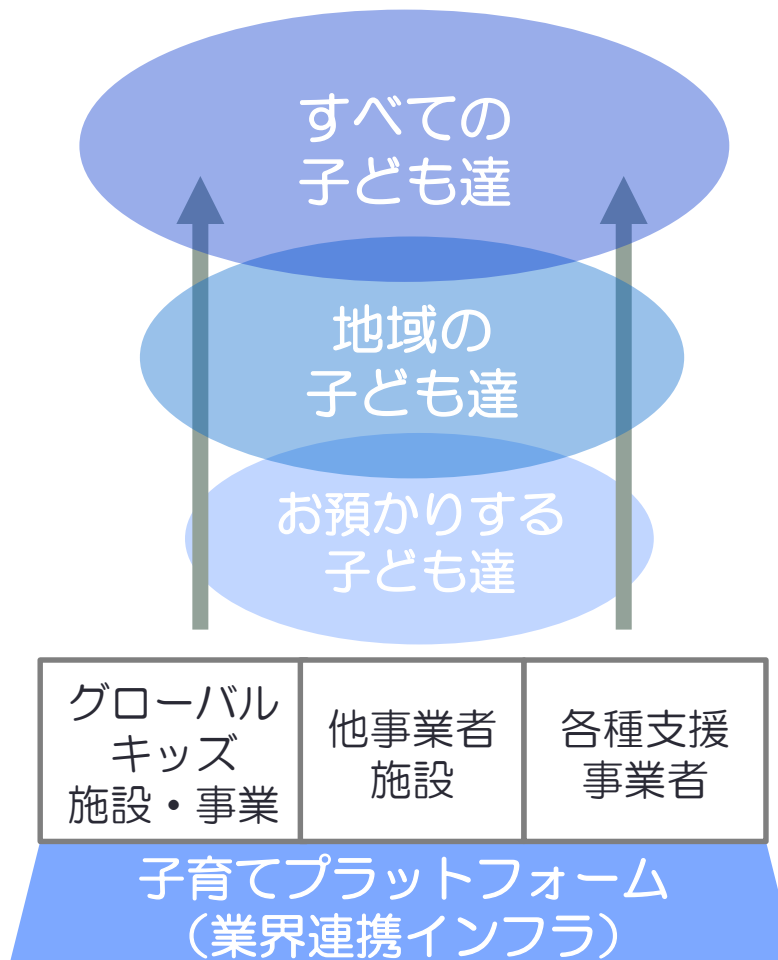 すべての
子ども達
地域の
子ども達
お預かりする
子ども達
グローバル
キッズ
施設・事業
他事業者
施設
各種支援
事業者
子育てプラットフォーム
（業界連携インフラ）